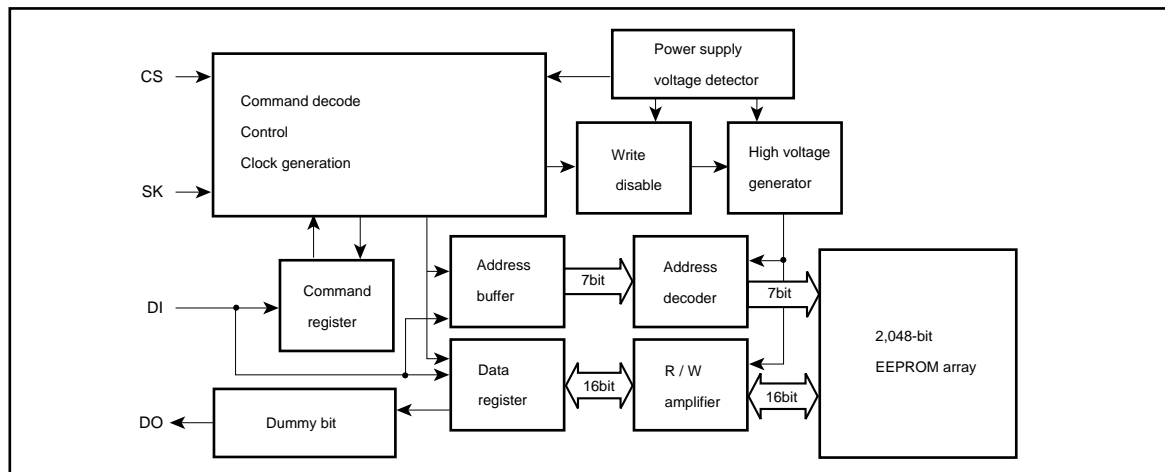 Power supply
voltage detector
CS
Command decode
Control
Clock generation
Write
disable
High voltage
generator
SK
Address
buffer
7bit
Address
decoder
7bit
Command
register
DI
2,048-bit
EEPROM array
Data
register
16bit
R / W
amplifier
16bit
DO
Dummy bit